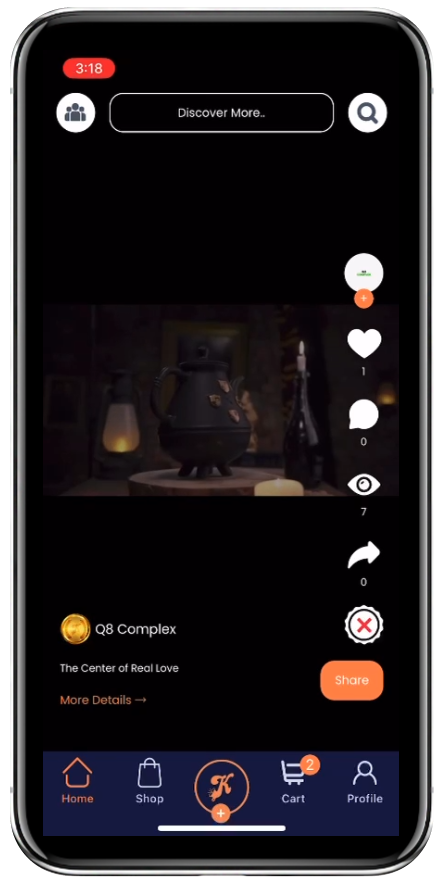 3:18
Discover More..
1
0
7
0
Q8 Complex
The Center of Real Love
More Details →
Share
Home
Shop
K
2
Cart
Profile